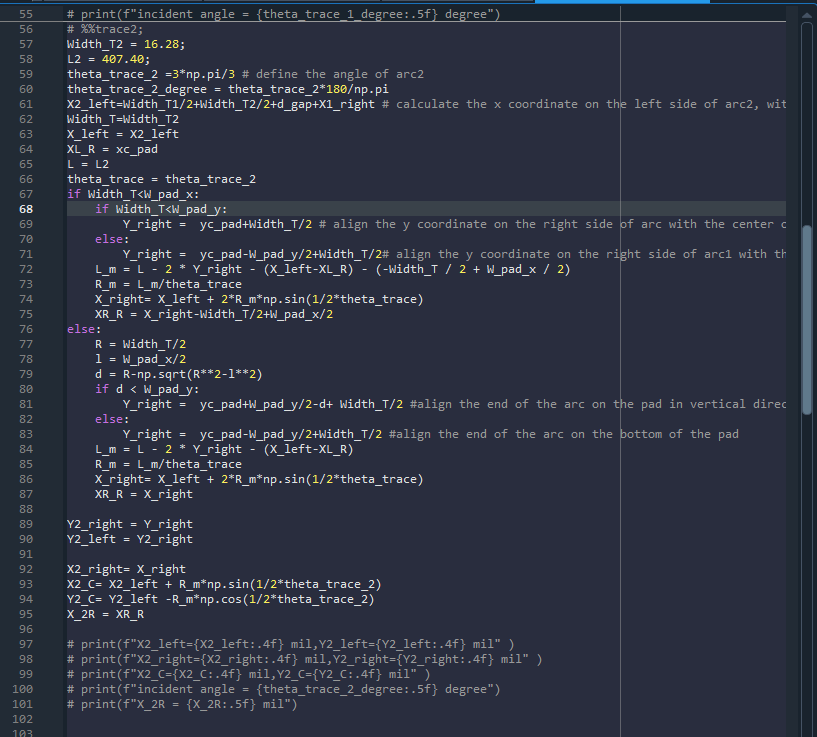 55 # print(f"incident angle = {theta_trace_1_degree:.5f} degree")
56 # %%trace2;
57 Width_T2 = 16.28;
58 L2 = 407.40;
59 theta_trace_2 =3*np.pi/3 # define the angle of arc2
60 theta_trace_2_degree = theta_trace_2*180/np.pi
61 X2_left=Width_T1/2+Width_T2/2+d_gap+X1_right # calculate the x coordinate on the left side of arc2, wit
62 Width_T=Width_T2
63 X_left = X2_left
64 XL_R = xc_pad
65 L = L2
66 theta_trace = theta_trace_2
67 if Width_T<W_pad_x:
68     if Width_T<W_pad_y:
69         Y_right =  yc_pad+Width_T/2 # align the y coordinate on the right side of arc with the center c
70     else:
71         Y_right =  yc_pad-W_pad_y/2+Width_T/2# align the y coordinate on the right side of arc1 with th
72     L_m = L - 2 * Y_right - (X_left-XL_R) - (-Width_T / 2 + W_pad_x / 2)
73     R_m = L_m/theta_trace
74     X_right= X_left + 2*R_m*np.sin(1/2*theta_trace)
75     XR_R = X_right-Width_T/2+W_pad_x/2
76 else:
77     R = Width_T/2
78     l = W_pad_x/2
79     d = R-np.sqrt(R**2-l**2)
80     if d < W_pad_y:
81         Y_right =  yc_pad+W_pad_y/2-d+ Width_T/2 #align the end of the arc on the pad in vertical direc
82     else:
83         Y_right =  yc_pad-W_pad_y/2+Width_T/2 #align the end of the arc on the bottom of the pad
84     L_m = L - 2 * Y_right - (X_left-XL_R)
85     R_m = L_m/theta_trace
86     X_right= X_left + 2*R_m*np.sin(1/2*theta_trace)
87     XR_R = X_right
88
89 Y2_right = Y_right
90 Y2_left = Y2_right
91
92 X2_right= X_right
93 X2_C= X2_left + R_m*np.sin(1/2*theta_trace_2)
94 Y2_C= Y2_left -R_m*np.cos(1/2*theta_trace_2)
95 X_2R = XR_R
96
97 # print(f"X2_left={X2_left:.4f} mil,Y2_left={Y2_left:.4f} mil" )
98 # print(f"X2_right={X2_right:.4f} mil,Y2_right={Y2_right:.4f} mil" )
99 # print(f"X2_C={X2_C:.4f} mil,Y2_C={Y2_C:.4f} mil" )
100 # print(f"incident angle = {theta_trace_2_degree:.5f} degree")
101 # print(f"X_2R = {X_2R:.5f} mil")
102
103